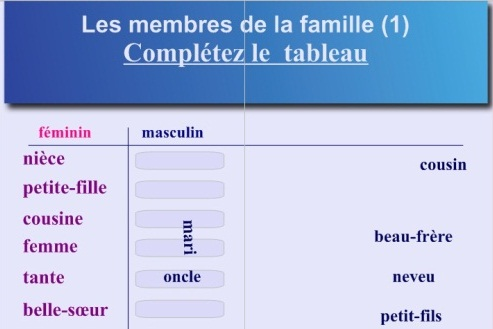 Les membres de la famille (1)
Complétez le tableau
féminin masculin
nièce
cousin
petite-fille
cousine
mari
beau-frère
femme
tante oncle neveu
belle-sœur
petit-fils